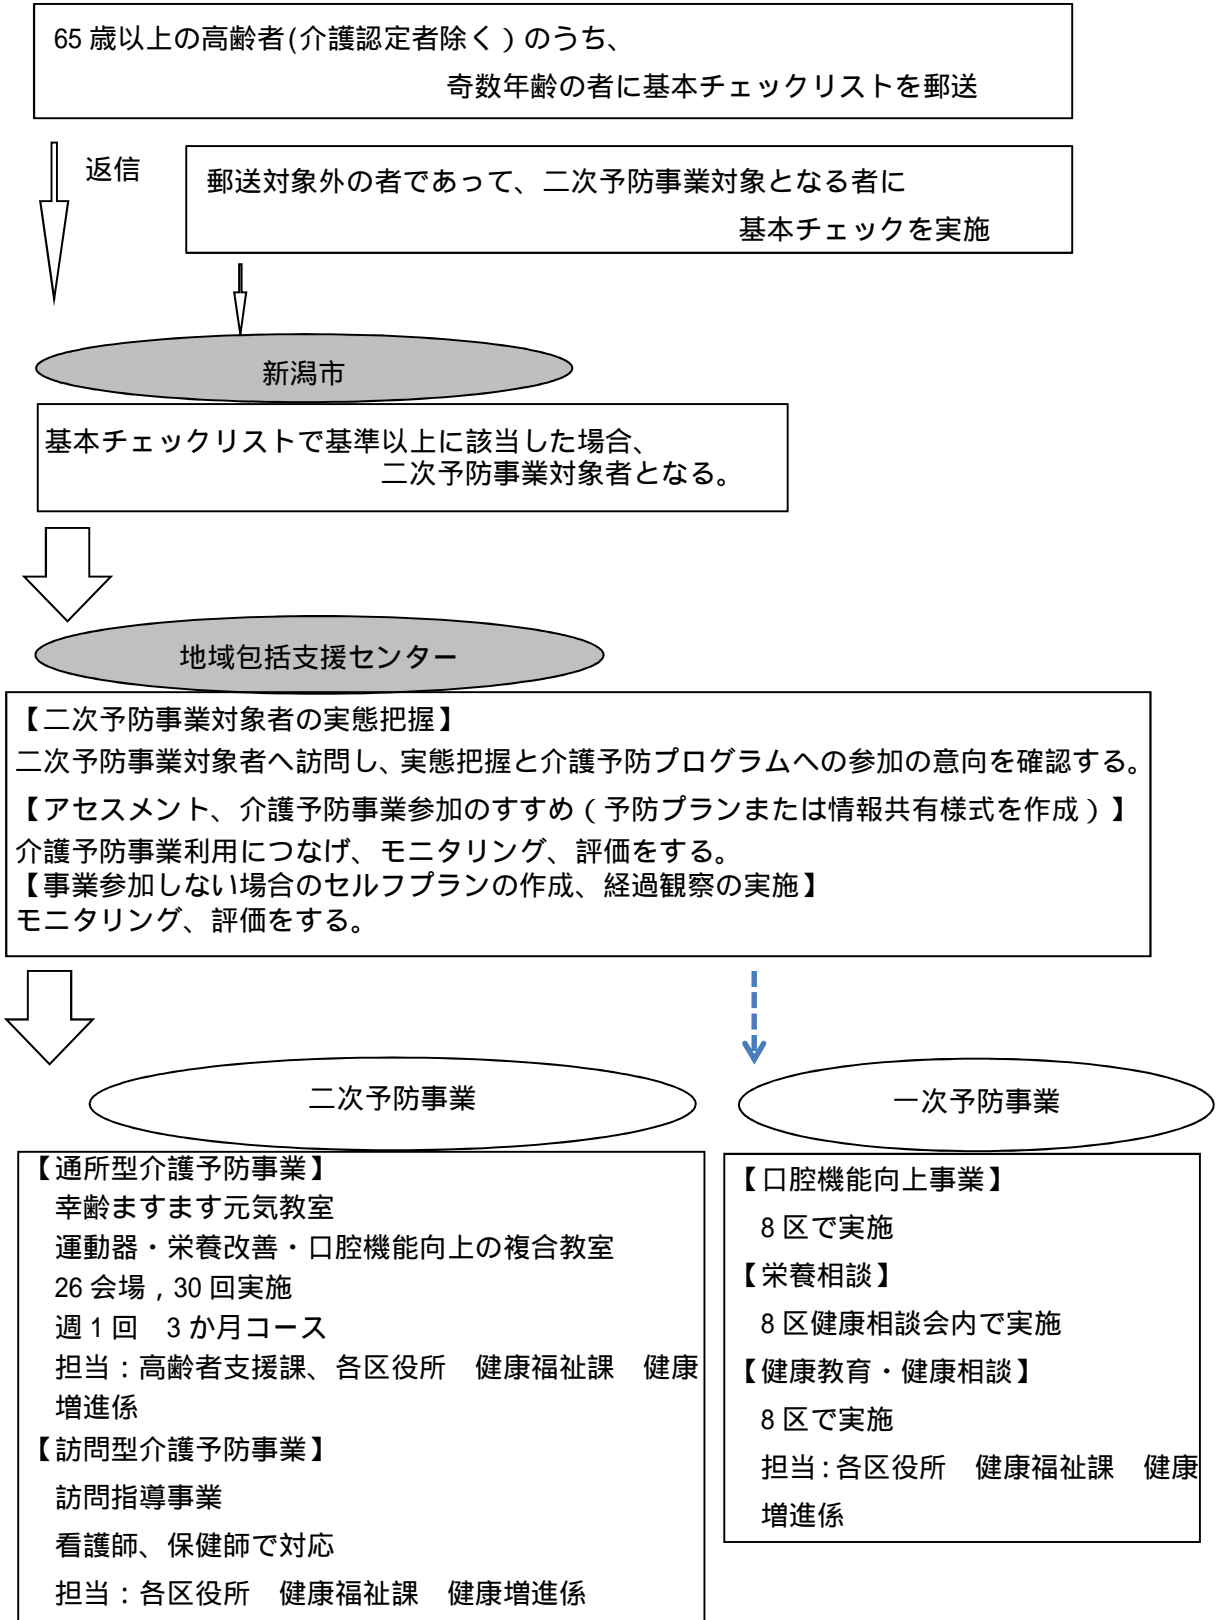 65歳以上の高齢者(介護認定者除く)のうち、
奇数年齢の者に基本チェックリストを郵送
返信
郵送対象外の者であって、二次予防事業対象となる者に
基本チェックを実施
新潟市
基本チェックリストで基準以上に該当した場合、
二次予防事業対象者となる。
地域包括支援センター
【二次予防事業対象者の実態把握】
二次予防事業対象者へ訪問し、実態把握と介護予防プログラムへの参加の意向を確認する。
【アセスメント、介護予防事業参加のすすめ(予防プランまたは情報共有様式を作成)】
介護予防事業利用につなげ、モニタリング、評価をする。
【事業参加しない場合のセルフプランの作成、経過観察の実施】
モニタリング、評価をする。
二次予防事業
【通所型介護予防事業】
幸齢ますます元気教室
運動器・栄養改善・口腔機能向上の複合教室
26会場,30回実施
週1回　3か月コース
担当：高齢者支援課、各区役所　健康福祉課　健康
増進係
【訪問型介護予防事業】
訪問指導事業
看護師、保健師で対応
担当：各区役所　健康福祉課　健康増進係
一次予防事業
【口腔機能向上事業】
8区で実施
【栄養相談】
8区健康相談会内で実施
【健康教育・健康相談】
8区で実施
担当：各区役所　健康福祉課　健康
増進係